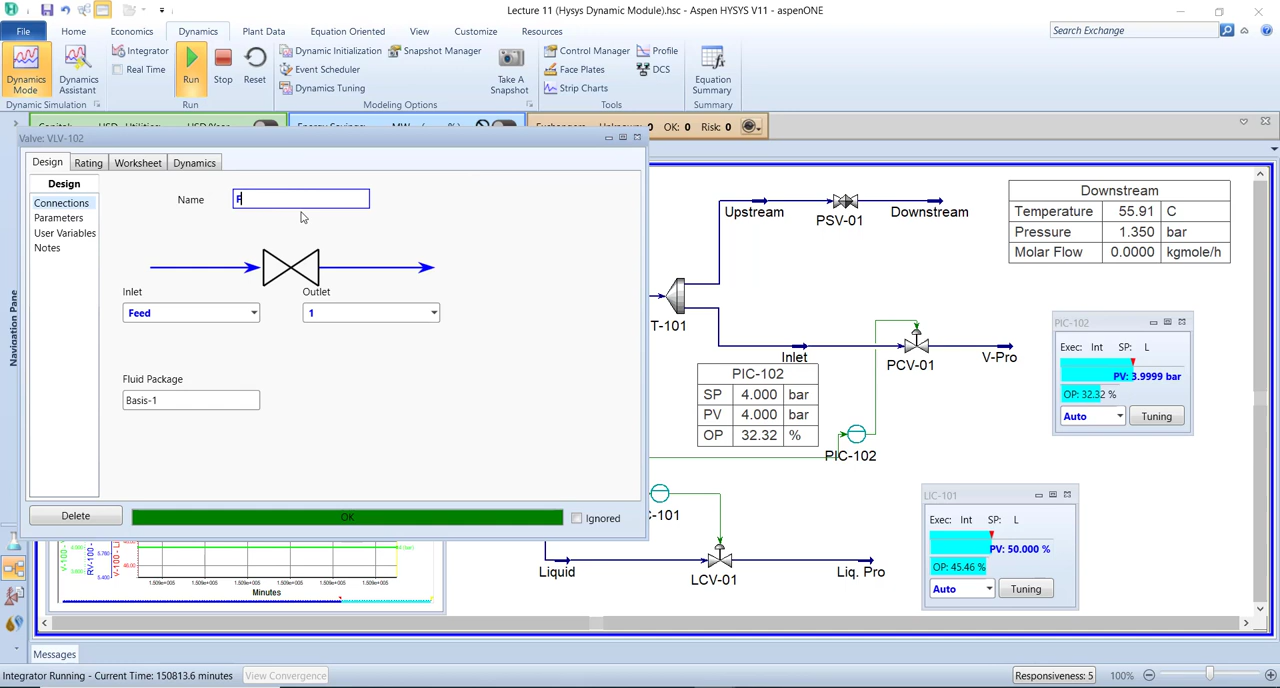 Lecture 11 (Hysys Dynamic Module).hsc - Aspen HYSYS V11 - aspenONE
File
Home
Economics
Dynamics
Plant Data
Equation Oriented
View
Customize
Resources
Search Exchange
Dynamics Mode
Dynamics Assistant
Integrator
Real Time
Run
Stop
Reset
Dynamic Initialization
Snapshot Manager
Event Scheduler
Dynamics Tuning
Take A Snapshot
Control Manager
Profile
Face Plates
DCS
Strip Charts
Equation Summary
Dynamic Simulation
Run
Modeling Options
Tools
Summary
0 OK: 0 Risk: 0
Valve: VLV-102
Design
Rating
Worksheet
Dynamics
Design
Connections
Parameters
User Variables
Notes
Name
F
Inlet
Outlet
Feed
1
Fluid Package
Basis-1
Delete
OK
Ignored
Navigation Pane
Upstream
PSV-01
Downstream
Downstream
Temperature 55.91 C
Pressure 1.350 bar
Molar Flow 0.0000 kgmole/h
T-101
Inlet
PCV-01
V-Pro
PIC-102
SP 4.000 bar
PV 4.000 bar
OP 32.32 %
PIC-102
PIC-102
Exec: Int SP: L
PV: 3.9999 bar
OP: 32.32 %
Auto
Tuning
C-101
Liquid
LCV-01
Liq. Pro
LIC-101
Exec: Int SP: L
PV: 50.000 %
OP: 45.46 %
Auto
Tuning
Minutes
Messages
Integrator Running - Current Time: 150813.6 minutes
View Convergence
Responsiveness: 5
100%